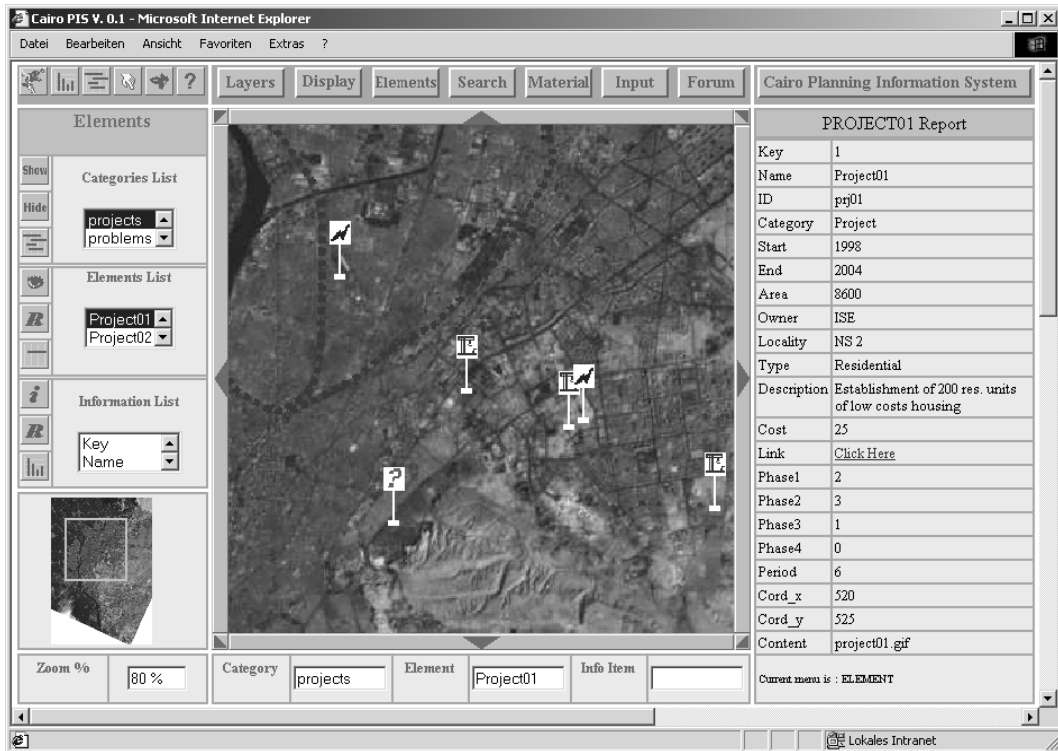 Cairo PIS V. 0.1 - Microsoft Internet Explorer
Datei Bearbeiten Ansicht Favoriten Extras ?
? Layers Display Elements Search Material Input Forum Cairo Planning Information System
Elements
Show
Hide
Categories List
projects
problems
Elements List
R
Project01
Project02
i
R
Information List
Key
Name
Zoom % 80 %
?
Category projects Element Project01 Info Item
PROJECT01 Report
Key 1
Name Project01
ID prj01
Category Project
Start 1998
End 2004
Area 8600
Owner ISE
Locality NS 2
Type Residential
Description Establishment of 200 res. units
of low costs housing
Cost 25
Link Click Here
Phase1 2
Phase2 3
Phase3 1
Phase4 0
Period 6
Cord_x 520
Cord_y 525
Content project01.gif
Current menu is : ELEMENT
Lokales Intranet